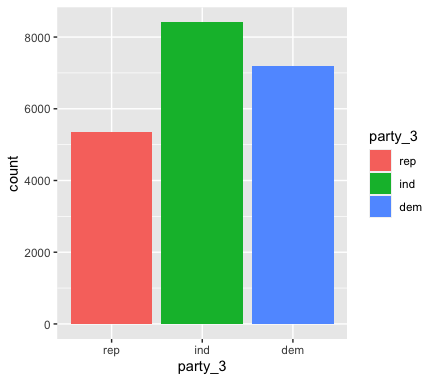 8000
6000
4000
2000
0
count
rep ind dem
party_3
party_3
rep
ind
dem